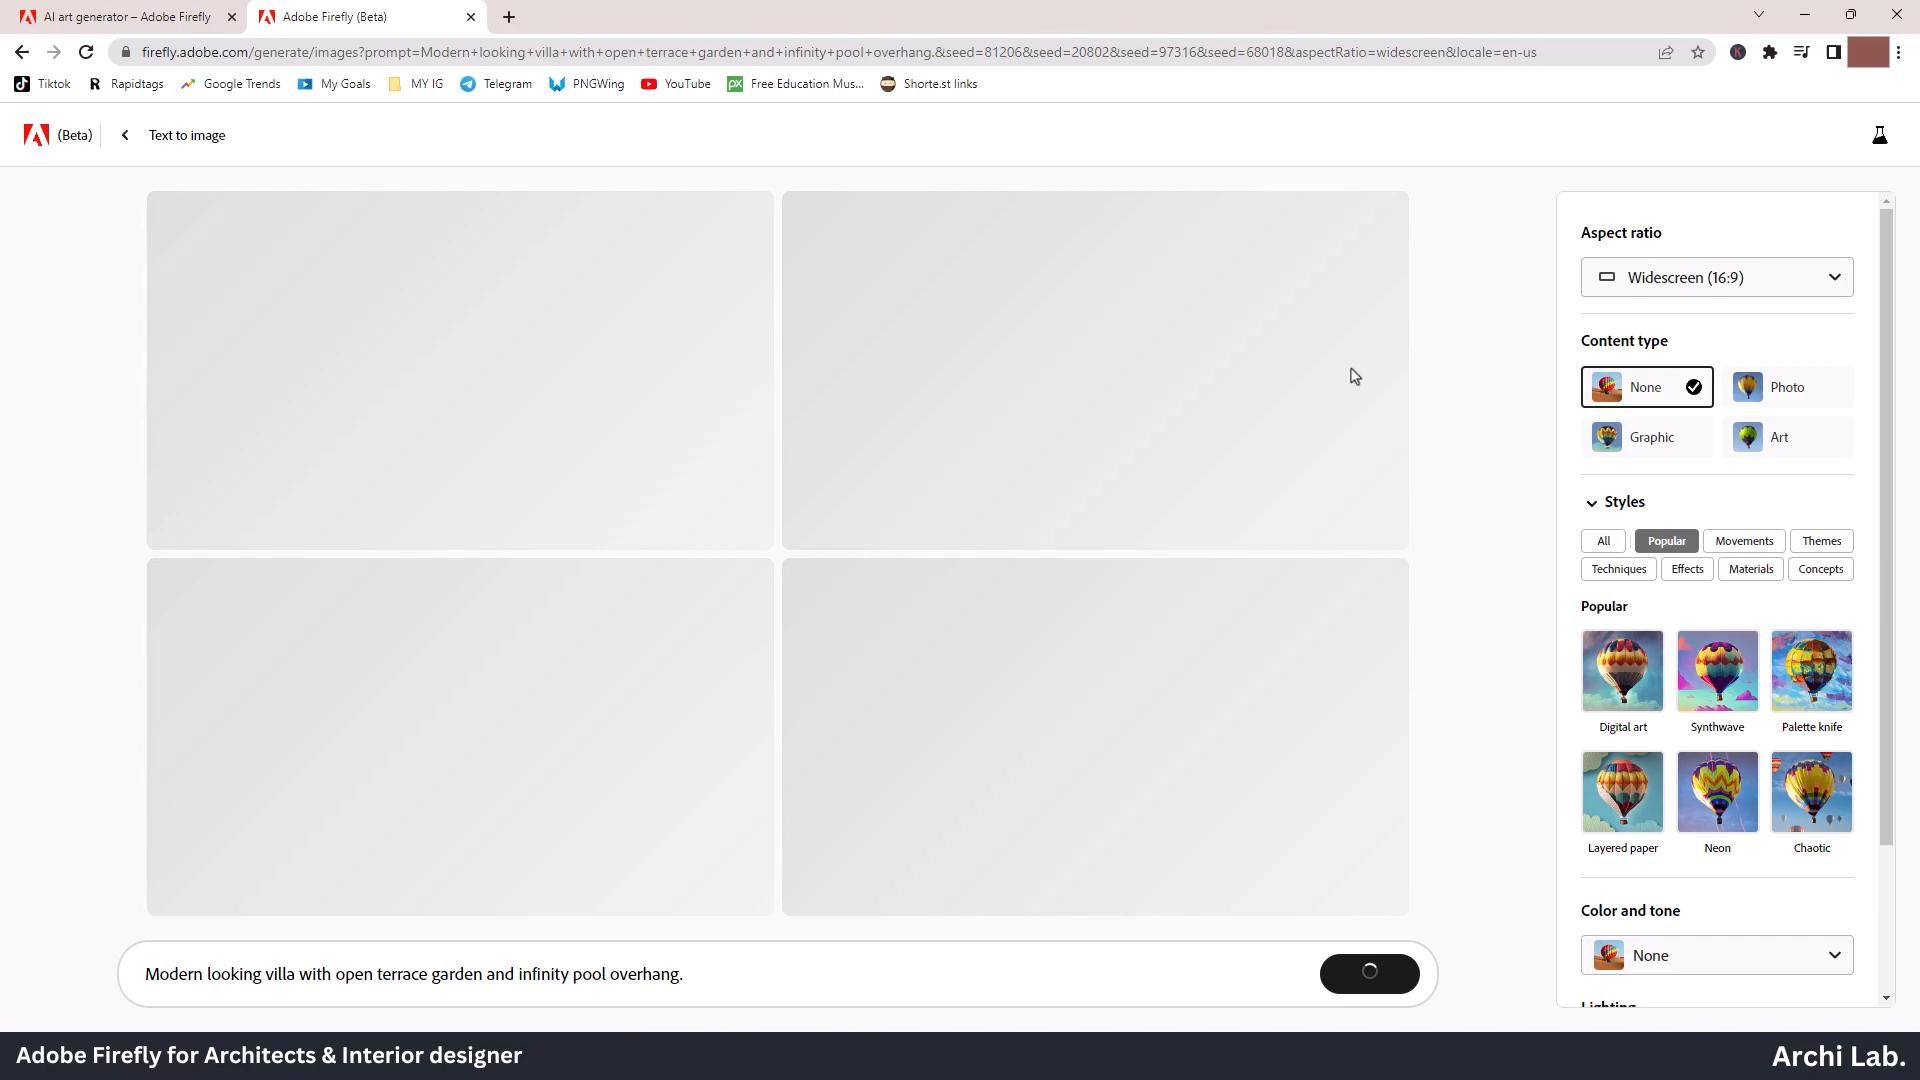 AI art generator – Adobe Firefly
Adobe Firefly (Beta)
firefly.adobe.com/generate/images?prompt=Modern+looking+villa+with+open+terrace+garden+and+infinity+pool+overhang.&seed=81206&seed=20802&seed=97316&seed=68018&aspectRatio=widescreen&locale=en-us
Tiktok
Rapidtags
Google Trends
My Goals
MY IG
Telegram
PNGWing
YouTube
Free Education Mus...
Shorte.st links
(Beta)
Text to image
Aspect ratio
Widescreen (16:9)
Content type
None
Photo
Graphic
Art
Styles
All
Popular
Movements
Themes
Techniques
Effects
Materials
Concepts
Popular
Digital art
Synthwave
Palette knife
Layered paper
Neon
Chaotic
Color and tone
None
Lighting
Modern looking villa with open terrace garden and infinity pool overhang.
Adobe Firefly for Architects & Interior designer
Archi Lab.